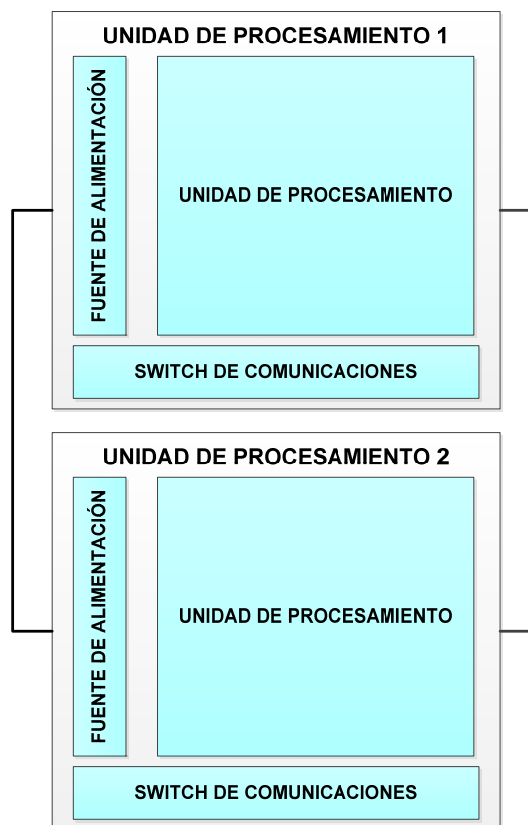 UNIDAD DE PROCESAMIENTO 1
FUENTE DE ALIMENTACIÓN
UNIDAD DE PROCESAMIENTO
SWITCH DE COMUNICACIONES
UNIDAD DE PROCESAMIENTO 2
FUENTE DE ALIMENTACIÓN
UNIDAD DE PROCESAMIENTO
SWITCH DE COMUNICACIONES